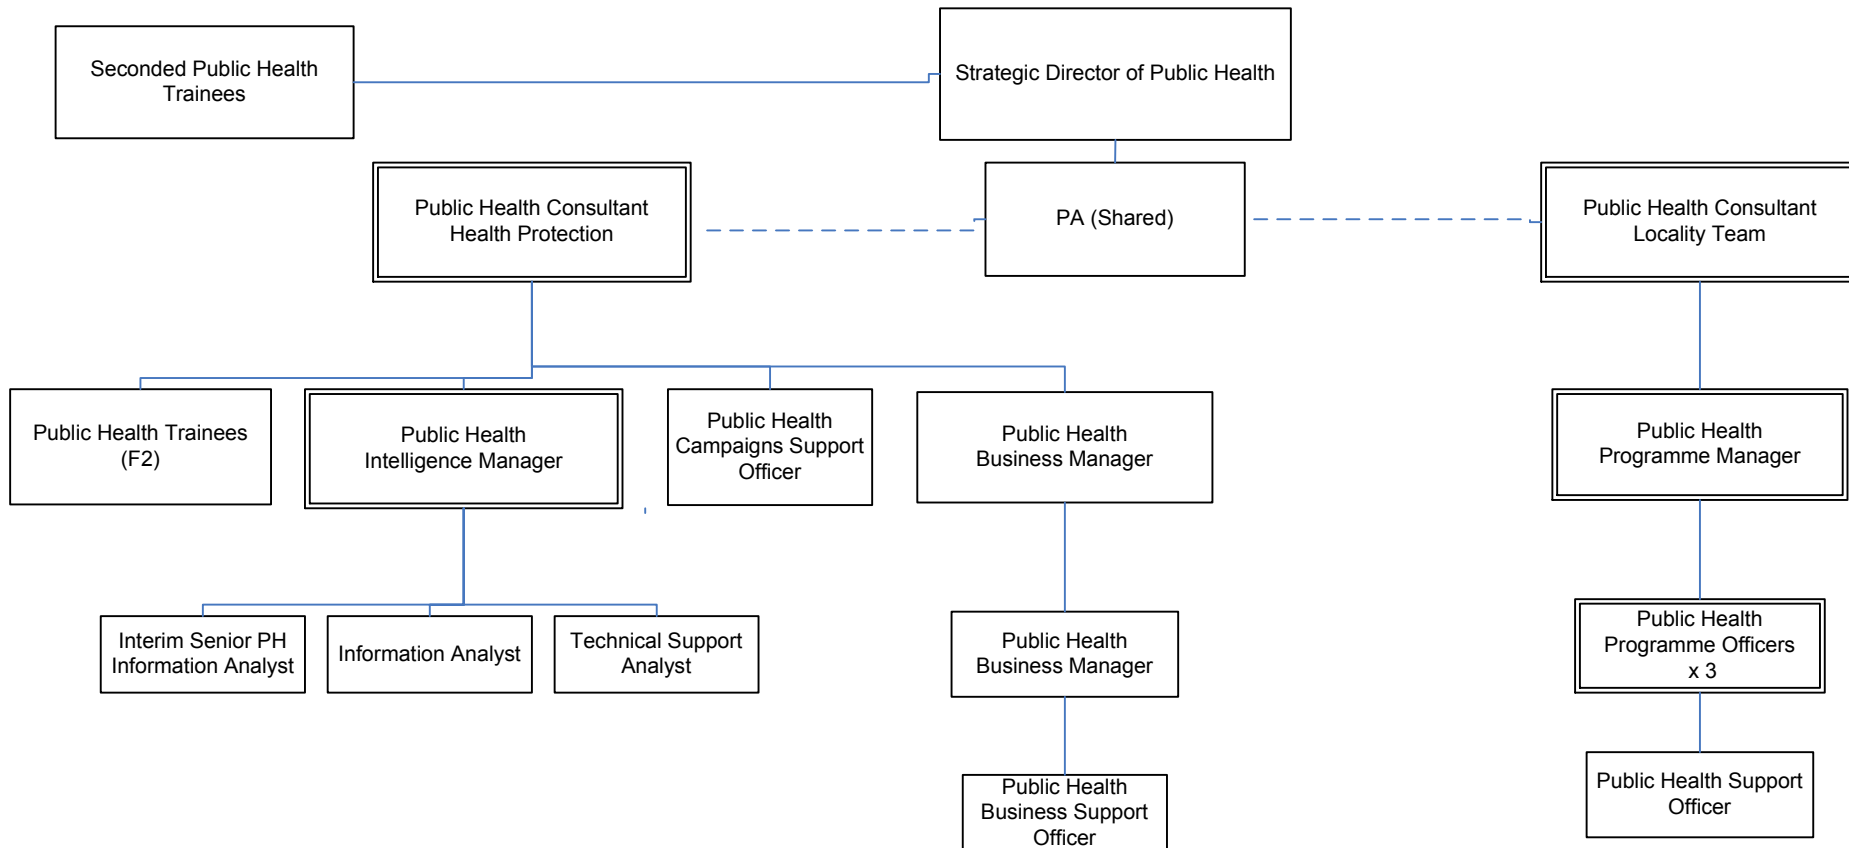 Seconded Public Health
Trainees
Strategic Director of Public Health
Public Health Consultant
Health Protection
PA (Shared)
Public Health Consultant
Locality Team
Public Health Trainees
(F2)
Public Health
Intelligence Manager
Public Health
Campaigns Support
Officer
Public Health
Business Manager
Public Health
Programme Manager
Interim Senior PH
Information Analyst
Information Analyst
Technical Support
Analyst
Public Health
Business Manager
Public Health
Programme Officers
x 3
Public Health
Business Support
Officer
Public Health Support
Officer